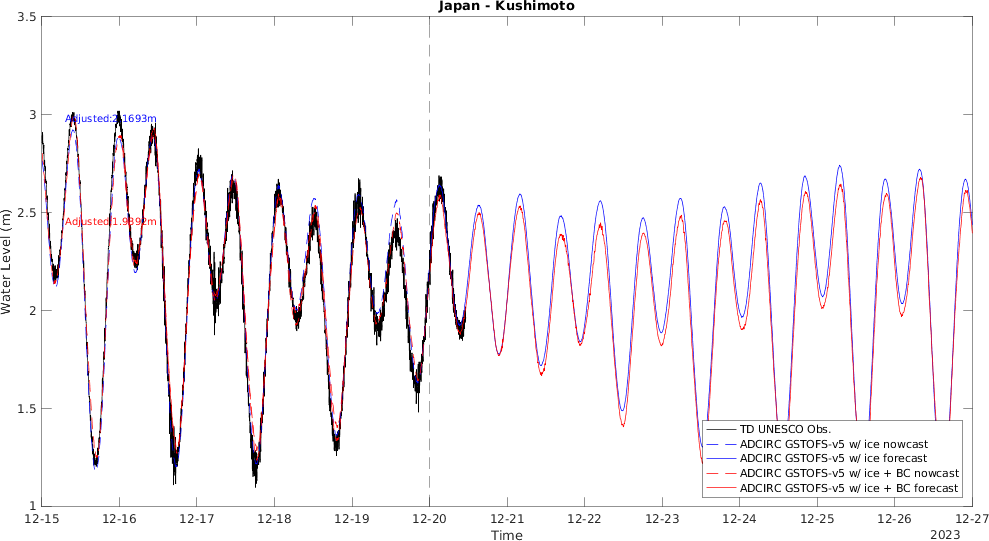 Japan - Kushimoto
Water Level (m)
3.5
3
2.5
2
1.5
1
Adjusted:2.1693m
Adjusted:1.9392m
TD UNESCO Obs.
ADCIRC GSTOFS-v5 w/ ice nowcast
ADCIRC GSTOFS-v5 w/ ice forecast
ADCIRC GSTOFS-v5 w/ ice + BC nowcast
ADCIRC GSTOFS-v5 w/ ice + BC forecast
12-15 12-16 12-17 12-18 12-19 12-20 12-21 12-22 12-23 12-24 12-25 12-26 12-27
Time
2023